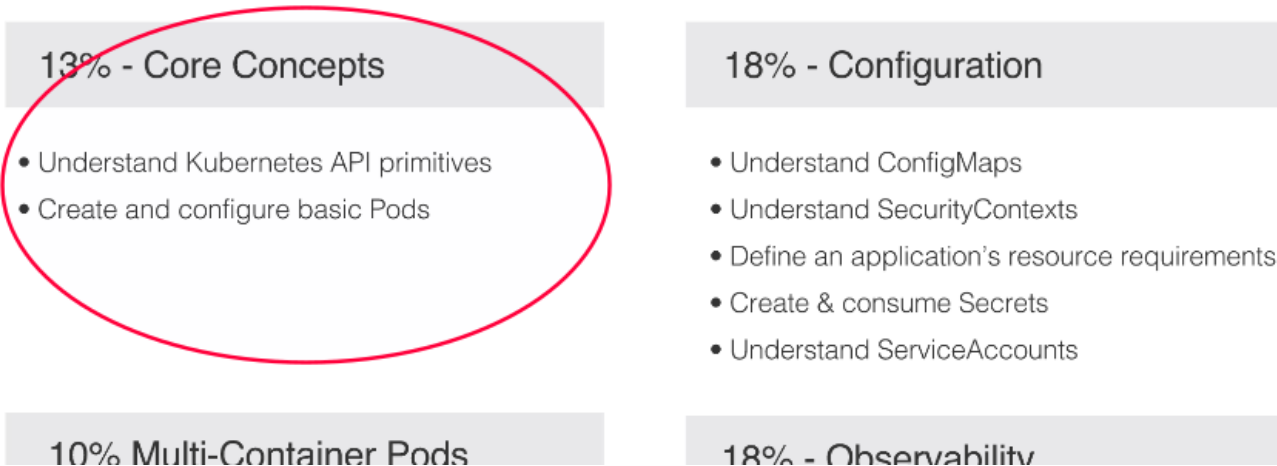 13% - Core Concepts
• Understand Kubernetes API primitives
• Create and configure basic Pods
18% - Configuration
• Understand ConfigMaps
• Understand SecurityContexts
• Define an application’s resource requirements
• Create & consume Secrets
• Understand ServiceAccounts
10% Multi-Container Pods
18% - Observability